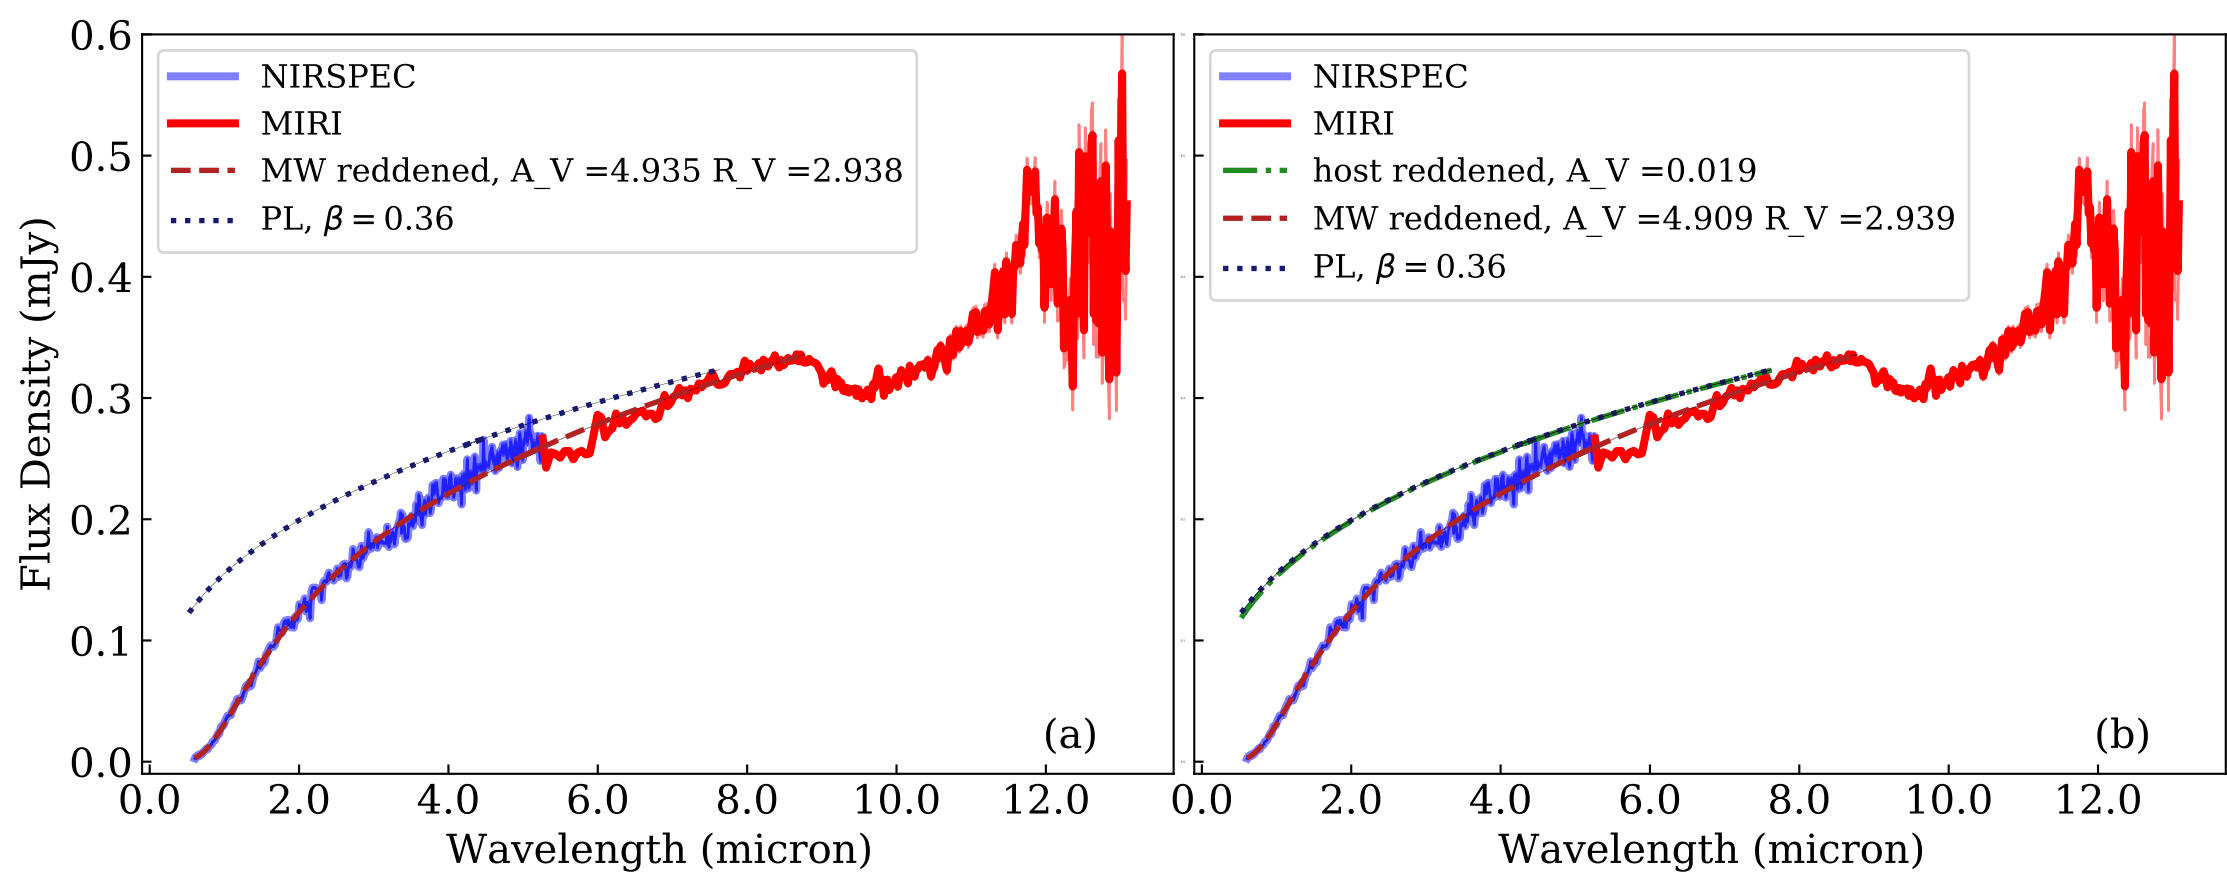 0.6
0.5
0.4
0.3
0.2
0.1
0.0
Flux Density (mJy)
NIRSPEC
MIRI
MW reddened, A_V =4.935 R_V =2.938
PL, β = 0.36
(a)
0.0 2.0 4.0 6.0 8.0 10.0 12.0
Wavelength (micron)
NIRSPEC
MIRI
host reddened, A_V =0.019
MW reddened, A_V =4.909 R_V =2.939
PL, β = 0.36
(b)
0.0 2.0 4.0 6.0 8.0 10.0 12.0
Wavelength (micron)